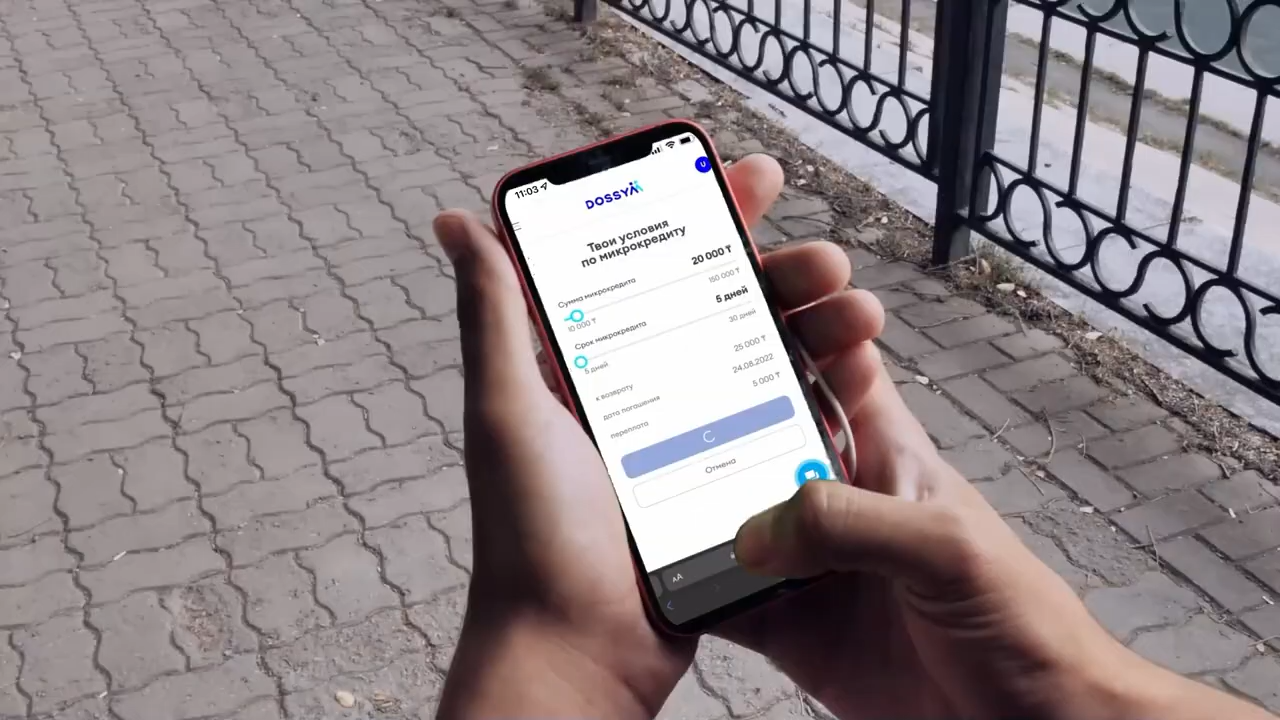 11:03
U
DOSSYM
Твои условия
по микрокредиту
Сумма микрокредита 20 000 ₸
10 000 ₸ 150 000 ₸
Срок микрокредита 5 дней
5 дней 30 дней
к возврату 25 000 ₸
дата погашения 24.08.2022
переплата 5 000 ₸
Отмена
AA